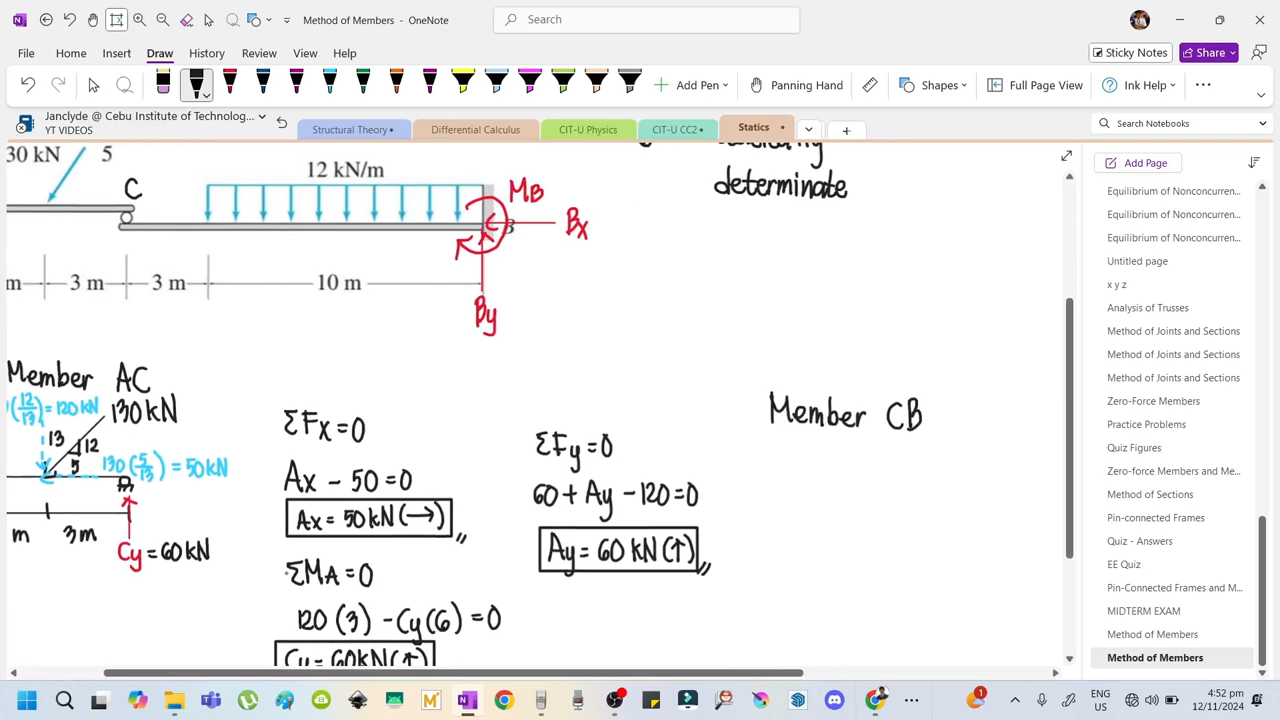 Method of Members - OneNote
Search
File Home Insert Draw History Review View Help
Sticky Notes Share
Add Pen Panning Hand Shapes Full Page View Ink Help
Janclyde @ Cebu Institute of Technolog...
YT VIDEOS
Structural Theory
Differential Calculus
CIT-U Physics
CIT-U CC2
Statics
Search Notebooks
Add Page
Equilibrium of Nonconcurren...
Equilibrium of Nonconcurren...
Equilibrium of Nonconcurren...
Untitled page
x y z
Analysis of Trusses
Method of Joints and Sections
Method of Joints and Sections
Method of Joints and Sections
Zero-Force Members
Practice Problems
Quiz Figures
Zero-force Members and Me...
Method of Sections
Pin-connected Frames
Quiz - Answers
EE Quiz
Pin-Connected Frames and M...
MIDTERM EXAM
Method of Members
Method of Members
determinate
30 kN 5
C
12 kN/m
MB
Bx
By
m 3 m 3 m 10 m
Member AC
130 kN
(12/13) = 120 kN
13 12
5
130(5/13) = 50 kN
m 3m
Cy = 60 kN
ΣFx = 0
Ax - 50 = 0
Ax = 50 kN (→)
ΣMA = 0
120 (3) - Cy (6) = 0
Cy = 60 kN (↑)
ΣFy = 0
60 + Ay - 120 = 0
Ay = 60 kN (↑)
Member CB
1
ENG
US
4:52 pm
12/11/2024